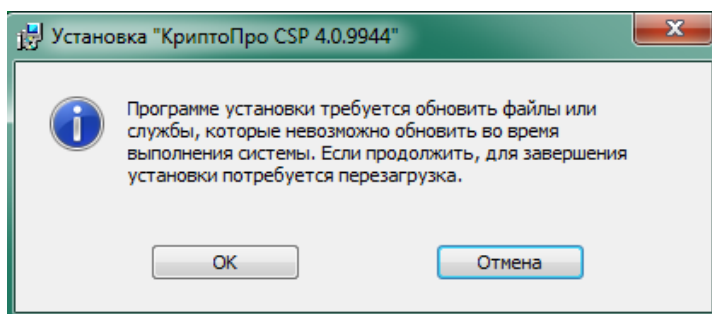 Установка "КриптоПро CSP 4.0.9944"
Программе установки требуется обновить файлы или
службы, которые невозможно обновить во время
выполнения системы. Если продолжить, для завершения
установки потребуется перезагрузка.
ОК
Отмена